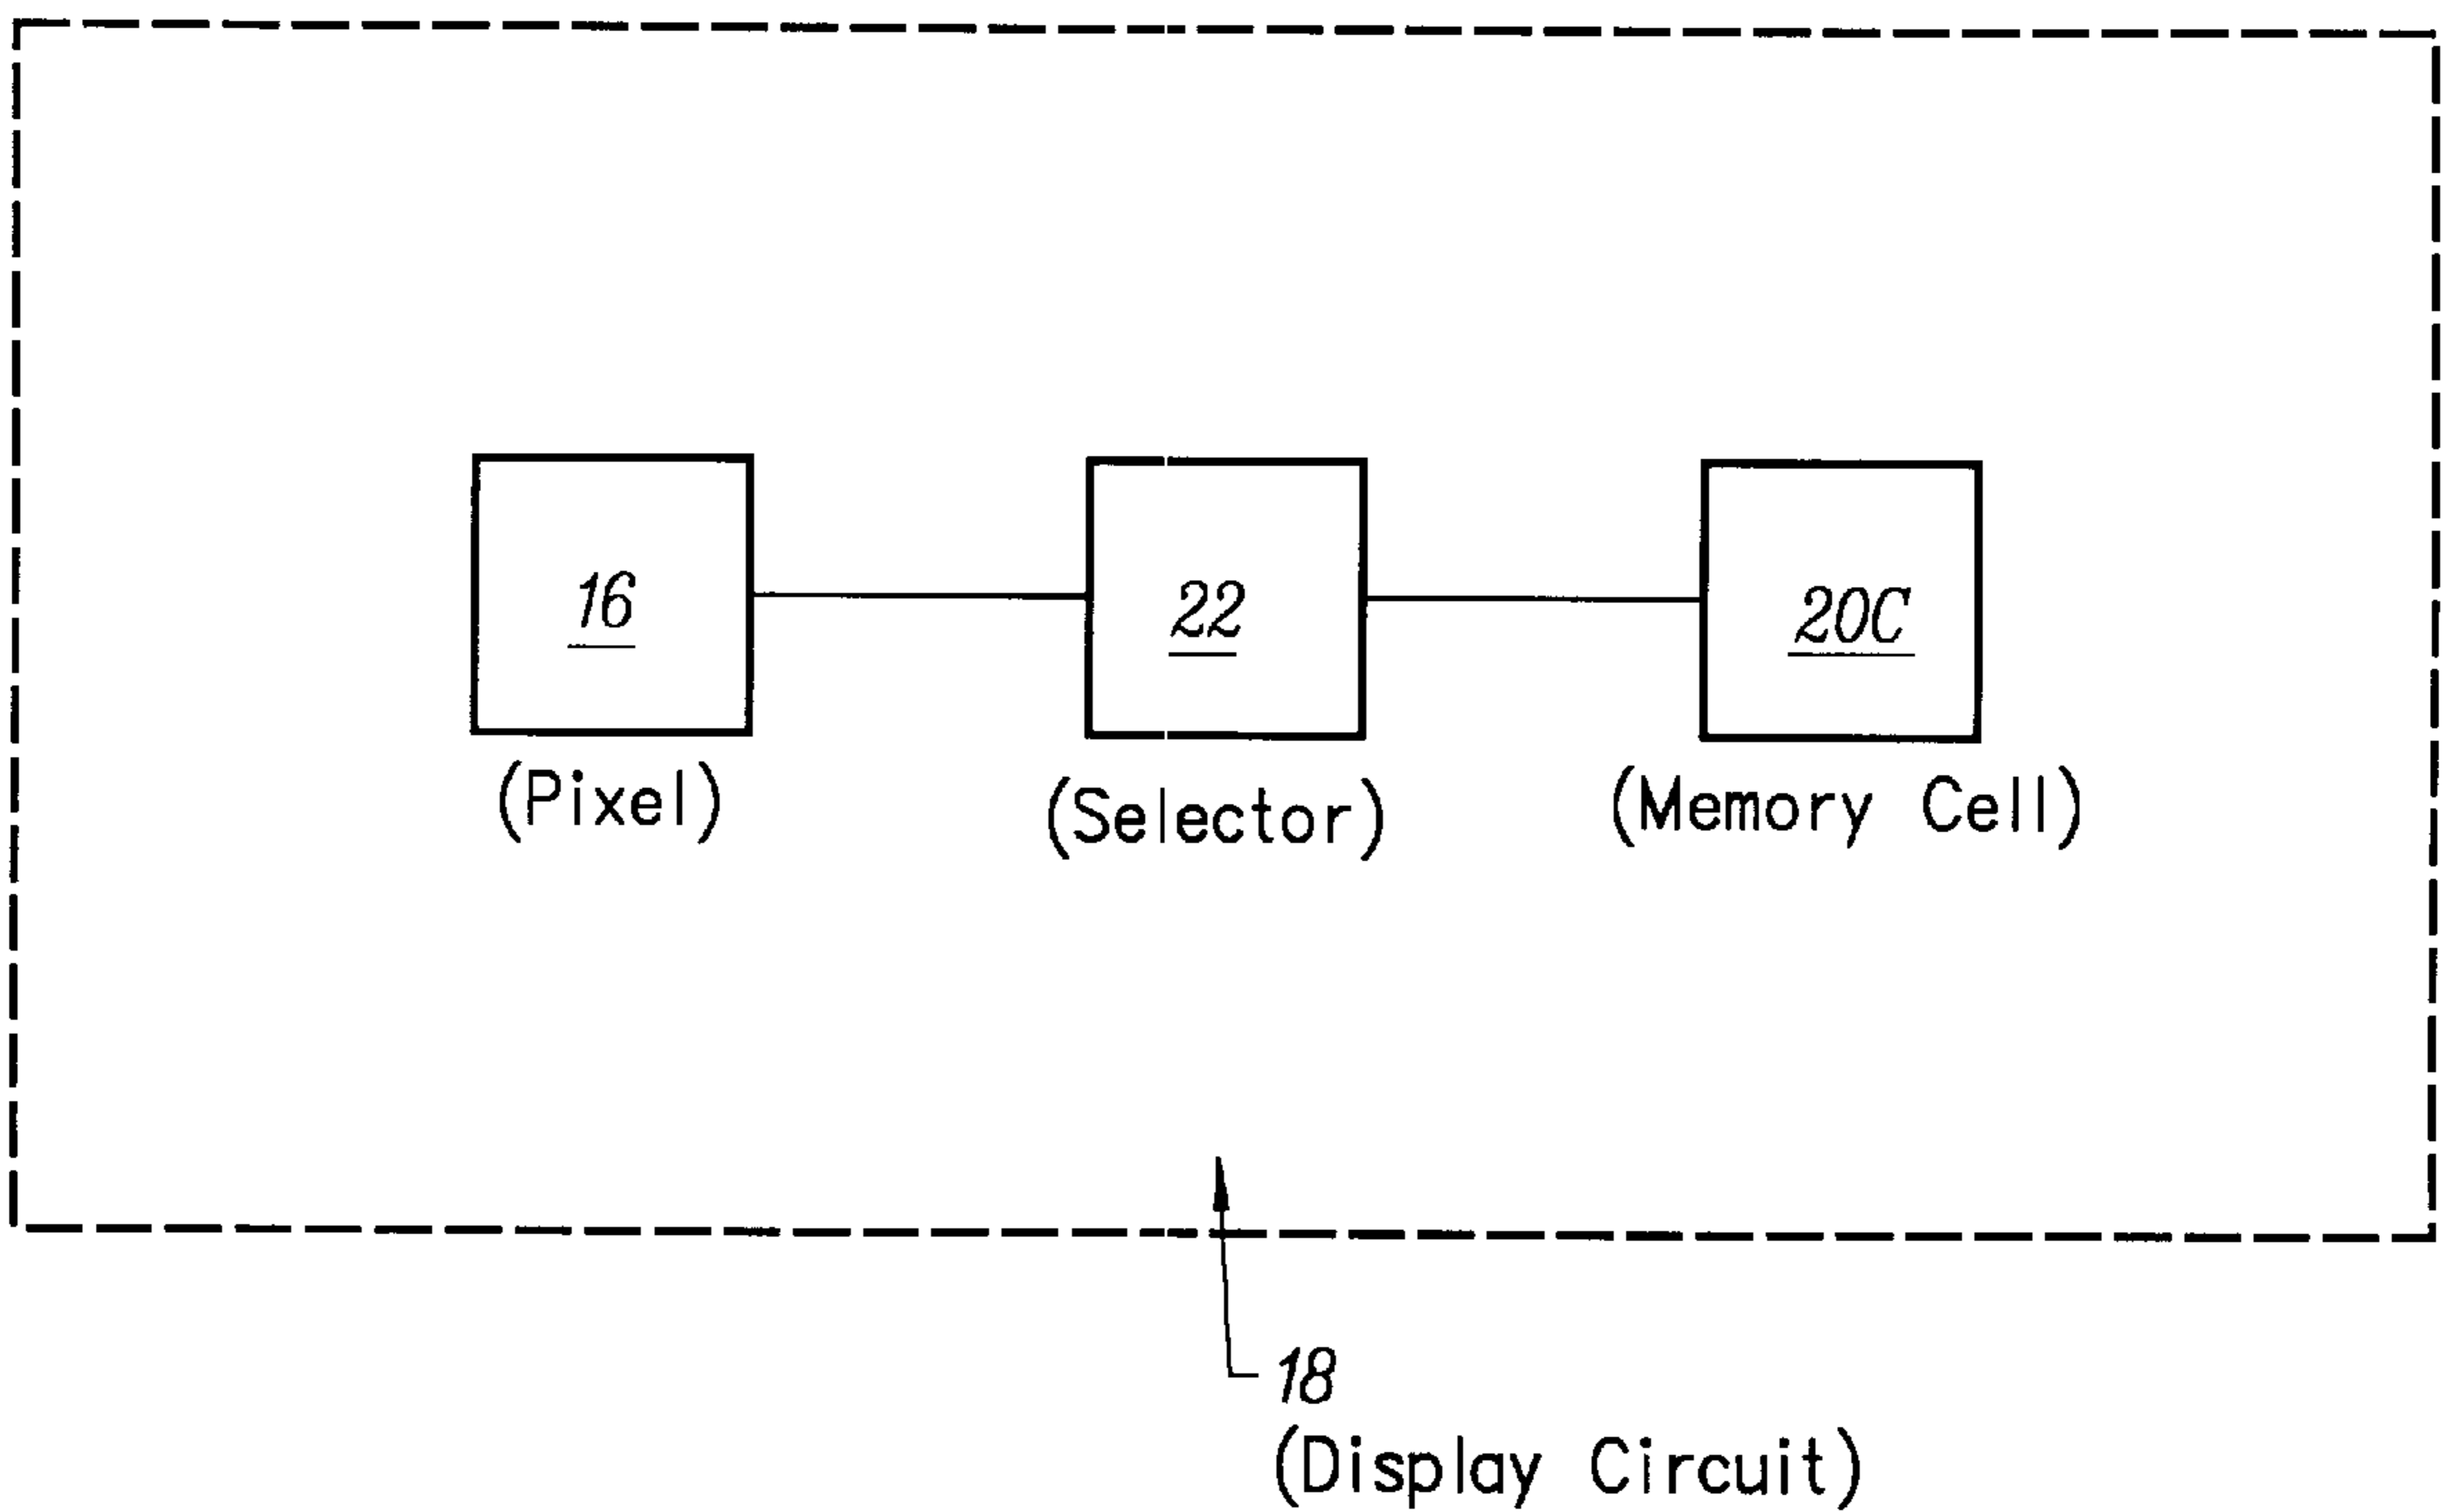 16
22
20C
(Pixel)
(Selector)
(Memory Cell)
18
(Display Circuit)